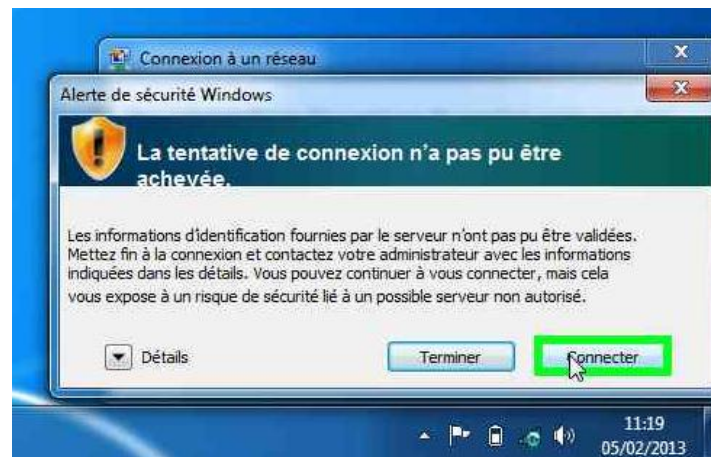 Connexion à un réseau
Alerte de sécurité Windows
La tentative de connexion n'a pas pu être
achevée.
Les informations d'identification fournies par le serveur n'ont pas pu être validées.
Mettez fin à la connexion et contactez votre administrateur avec les informations
indiquées dans les détails. Vous pouvez continuer à vous connecter, mais cela
vous expose à un risque de sécurité lié à un possible serveur non autorisé.
Détails
Terminer
Connecter
11:19
05/02/2013